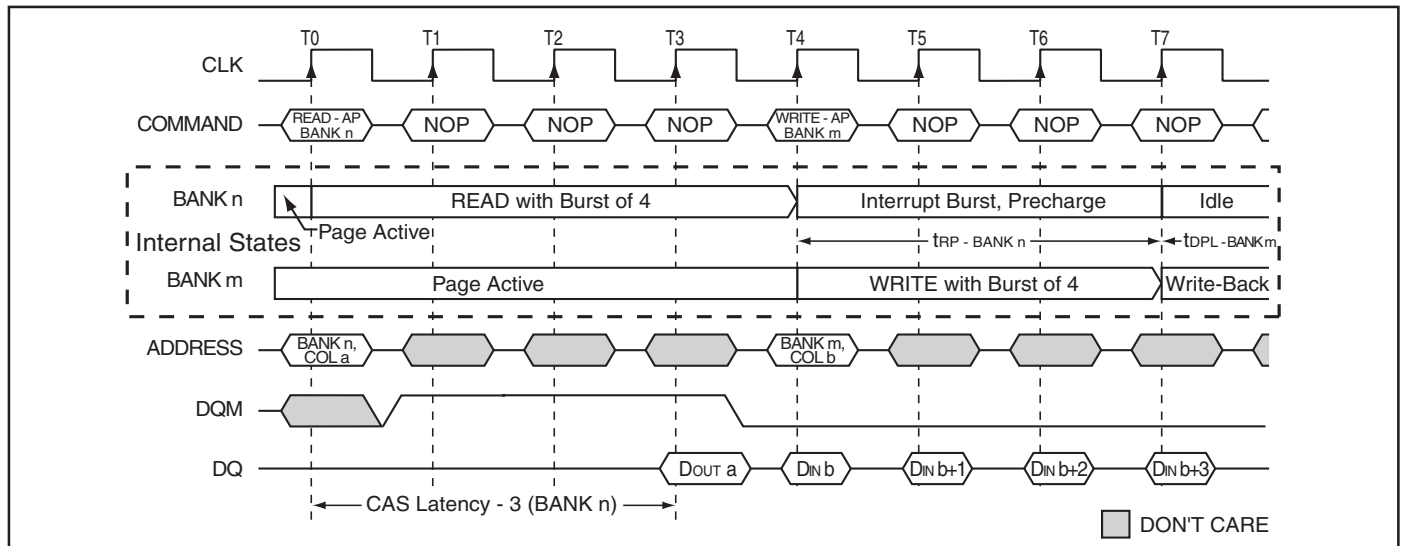 T0 T1 T2 T3 T4 T5 T6 T7
CLK
COMMAND READ - AP BANK n NOP NOP NOP WRITE - AP BANK m NOP NOP NOP
BANK n READ with Burst of 4 Interrupt Burst, Precharge Idle
Page Active
Internal States tRP - BANK n tDPL - BANK m
BANK m Page Active WRITE with Burst of 4 Write-Back
ADDRESS BANK n, COL a BANK m, COL b
DQM
DQ DOUT a DIN b DIN b+1 DIN b+2 DIN b+3
CAS Latency - 3 (BANK n)
DON'T CARE